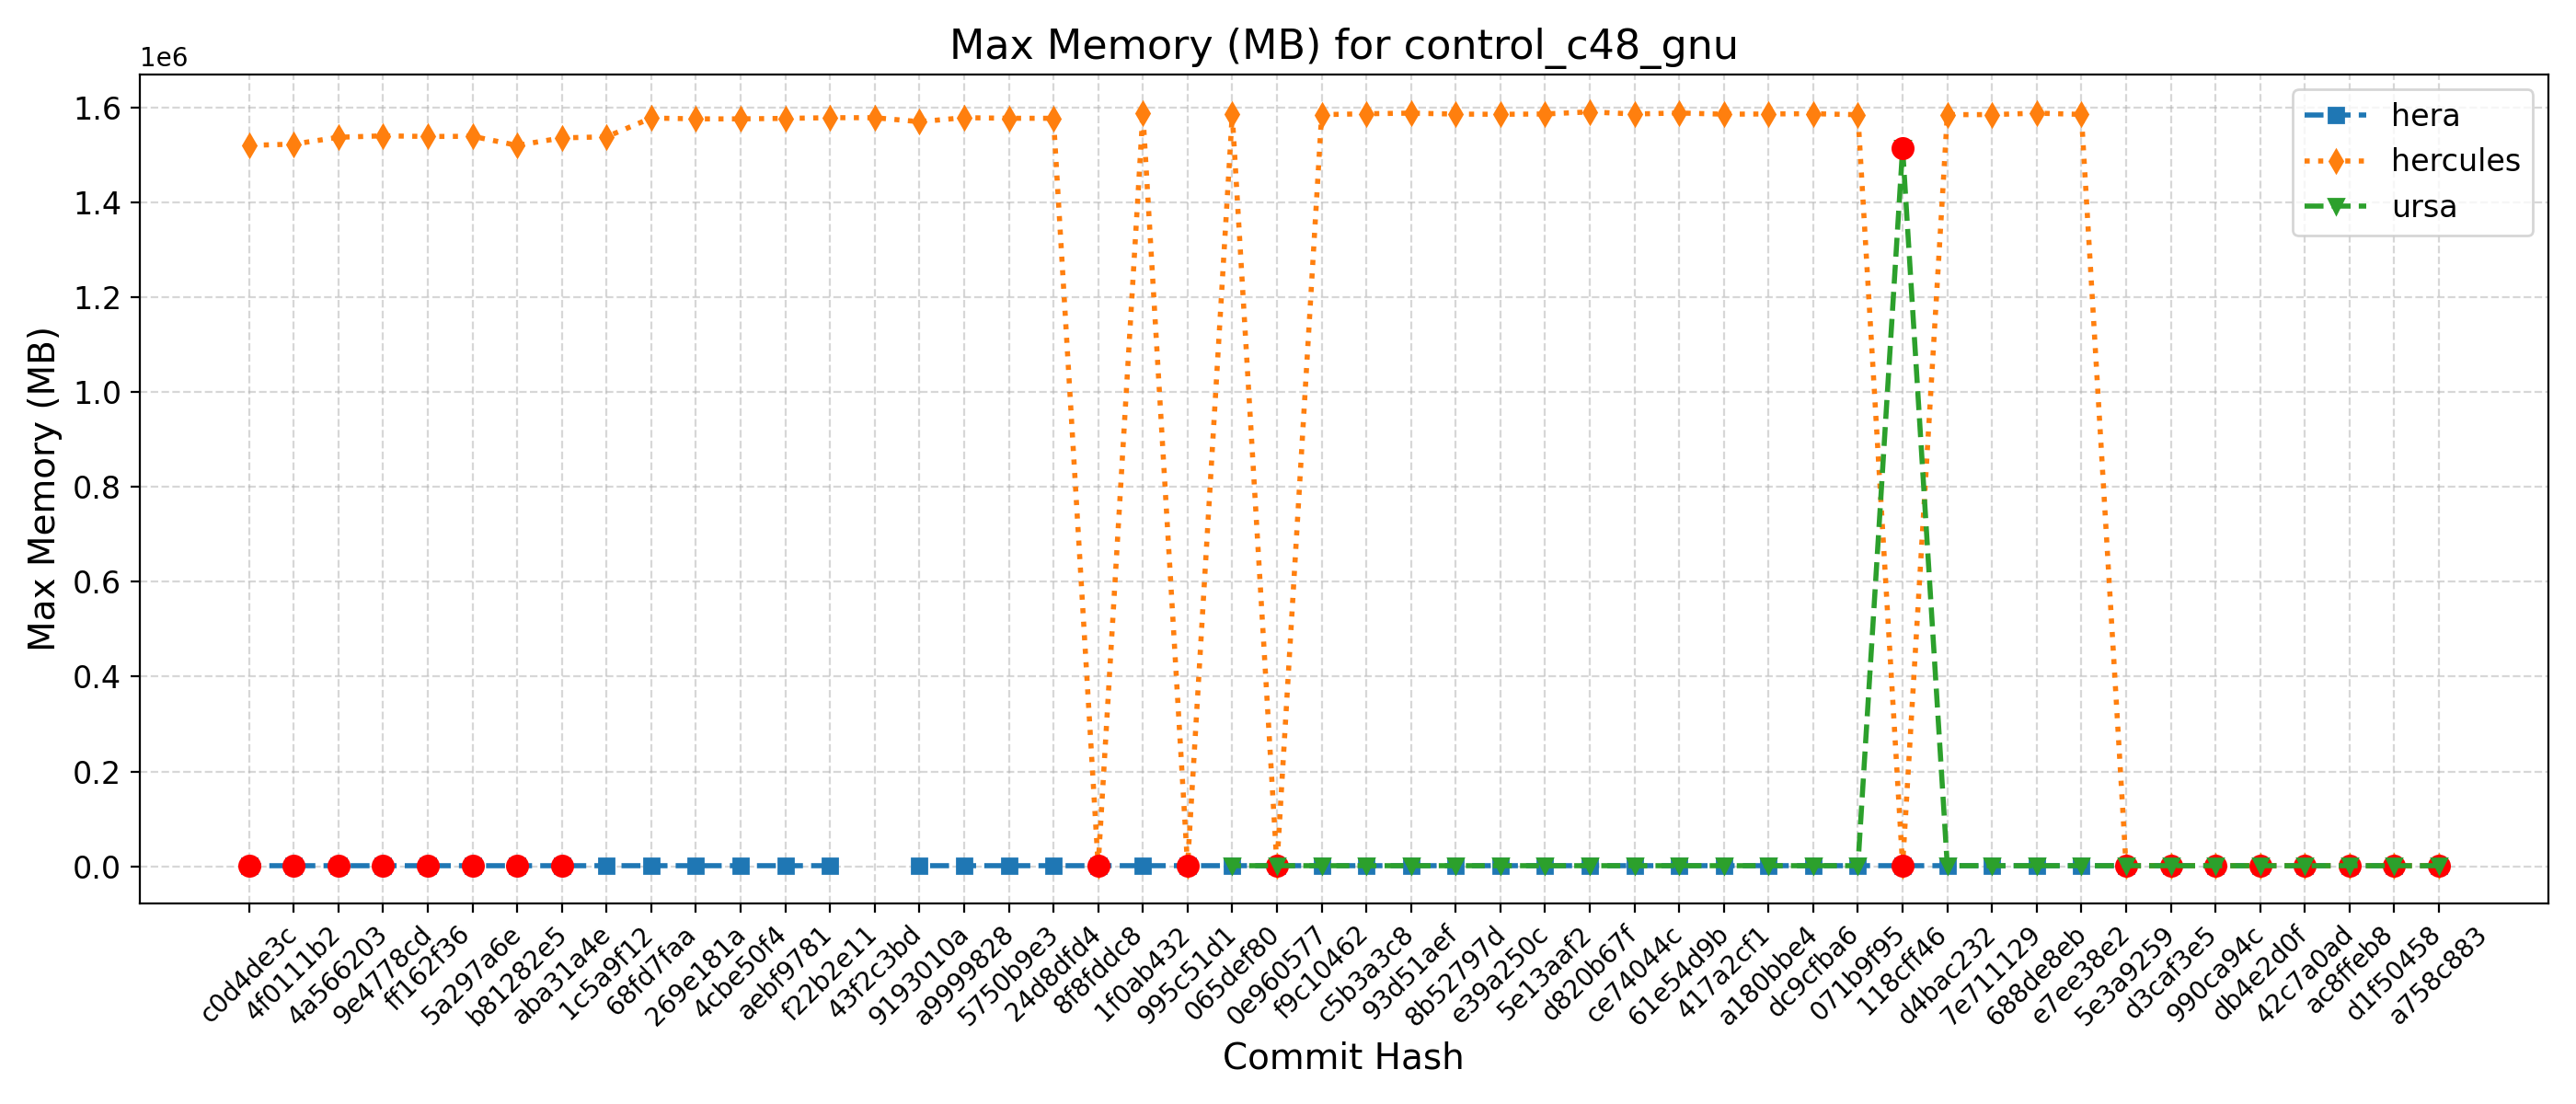 Max Memory (MB) for control_c48_gnu
1e6
1.6
1.4
1.2
1.0
0.8
0.6
0.4
0.2
0.0
Max Memory (MB)
hera
hercules
ursa
c0d4de3c
4f0111b2
4a566203
9e4778cd
ff162f36
5a297a6e
b81282e5
aba31a4e
1c5a9f12
68fd7faa
269e181a
4cbe50f4
aebf9781
f22b2e11
43f2c3bd
9193010a
a9999828
5750b9e3
24d8dfd4
8f8fddc8
1f0ab432
995c51d1
065def80
0e960577
f9c10462
c5b3a3c8
93d51aef
8b52797d
e39a250c
5e13aaf2
d820b67f
ce74044c
61e54d9b
417a2cf1
a180bbe4
dc9cfba6
071b9f95
118cff46
d4bac232
7e711129
688de8eb
e7ee38e2
5e3a9259
d3caf3e5
990ca94c
db4e2d0f
42c7a0ad
ac8ffeb8
d1f50458
a758c883
Commit Hash